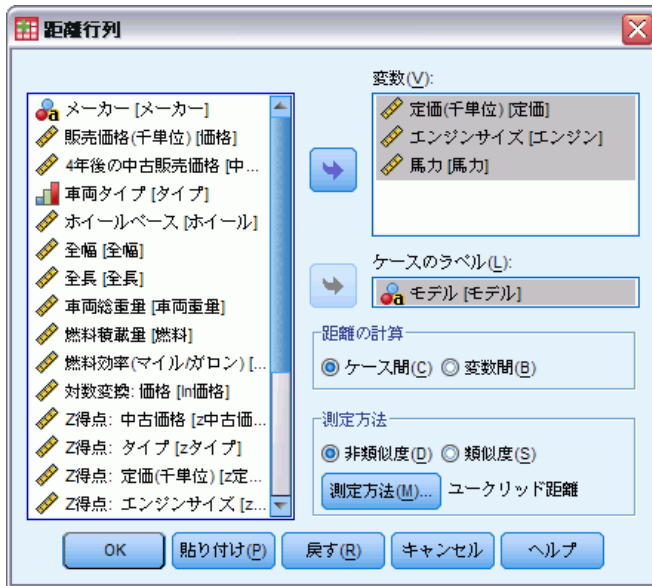 距離行列
メーカー [メーカー]
販売価格(千単位) [価格]
4年後の中古販売価格 [中...
車両タイプ [タイプ]
ホイールベース [ホイール]
全幅 [全幅]
全長 [全長]
車両総重量 [車両重量]
燃料積載量 [燃料]
燃料効率(マイル/ガロン) [...
対数変換: 価格 [ln価格]
Z得点: 中古価格 [z中古価...
Z得点: タイプ [zタイプ]
Z得点: 定価(千単位) [z定...
Z得点: エンジンサイズ [z...
変数(V):
定価(千単位) [定価]
エンジンサイズ [エンジン]
馬力 [馬力]
ケースのラベル(L):
モデル [モデル]
距離の計算
ケース間(C) 変数間(B)
測定方法
非類似度(D) 類似度(S)
測定方法(M)... ユークリッド距離
OK 貼り付け(P) 戻す(R) キャンセル ヘルプ